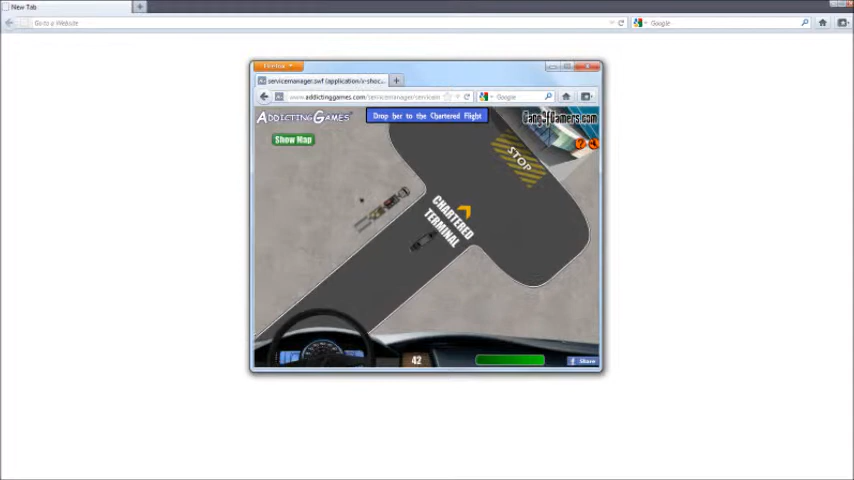 New Tab
Go to a Website
Google
Firefox
servicemanager.swf (application/x-shoc...
www.addictinggames.com/servicemanager/servicem
Google
ADDICTINGGAMES
Drop her to the Chartered Flight
GangOfGamers.com
Show Map
?
STOP
CHARTERED
TERMINAL
42
Share